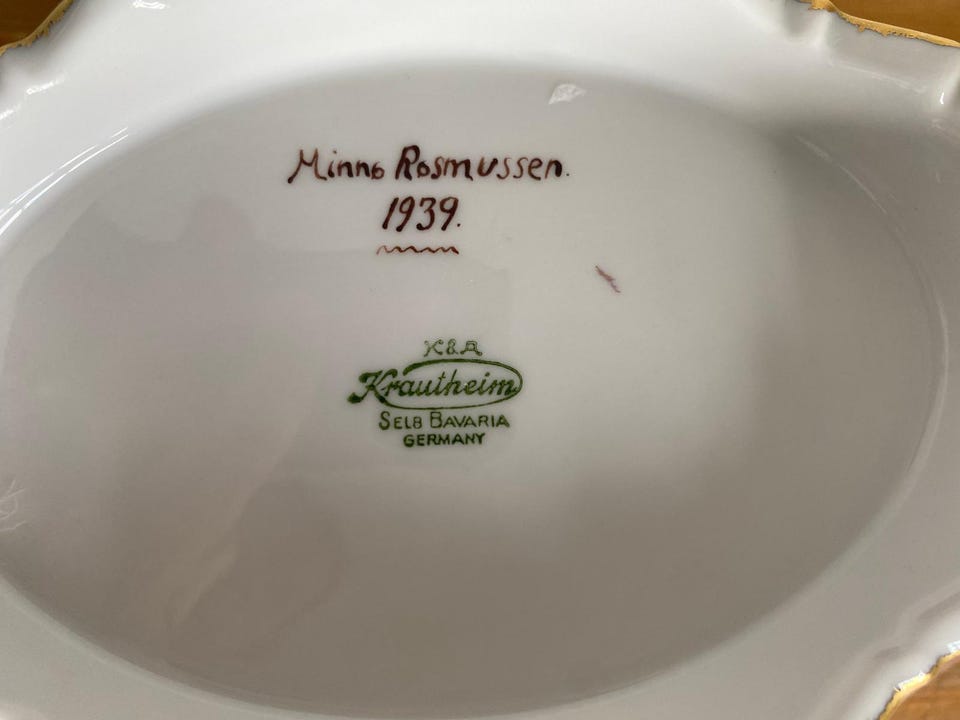 Minna Rasmussen.
1939.
K&A
Krautheim
SELB BAVARIA
GERMANY